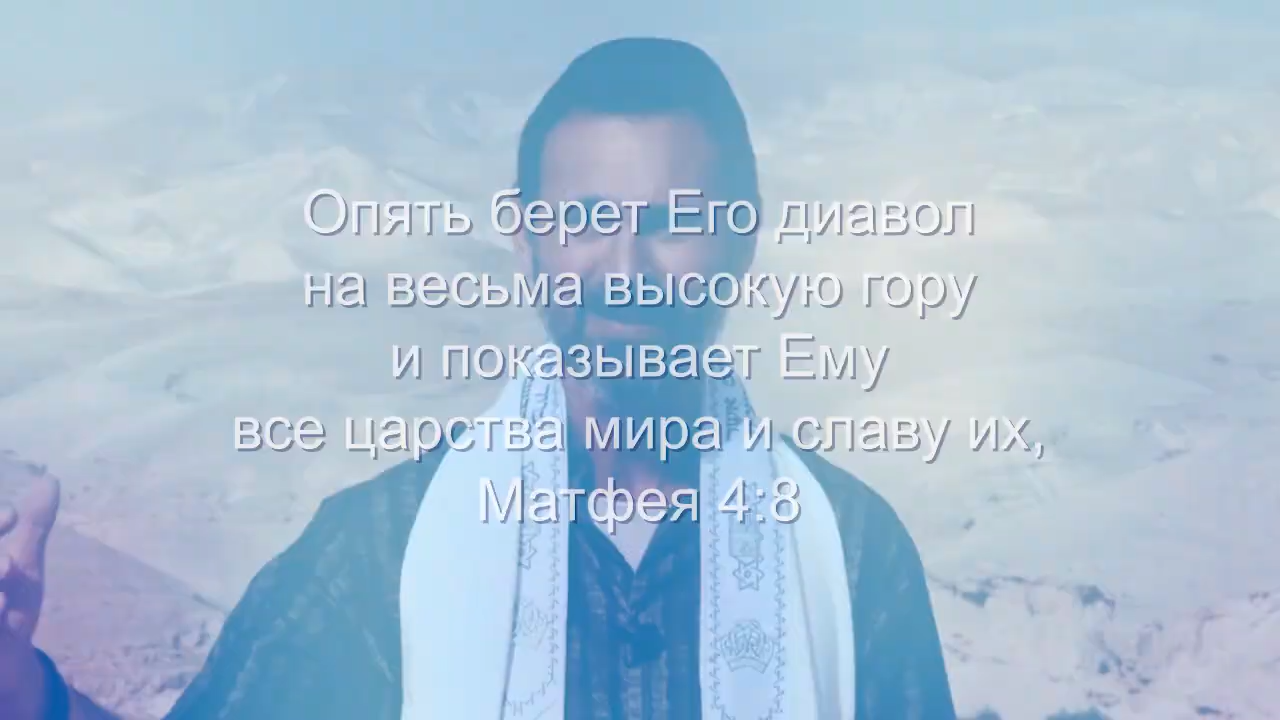 Опять берет Его диавол
на весьма высокую гору
и показывает Ему
все царства мира и славу их,
Матфея 4:8